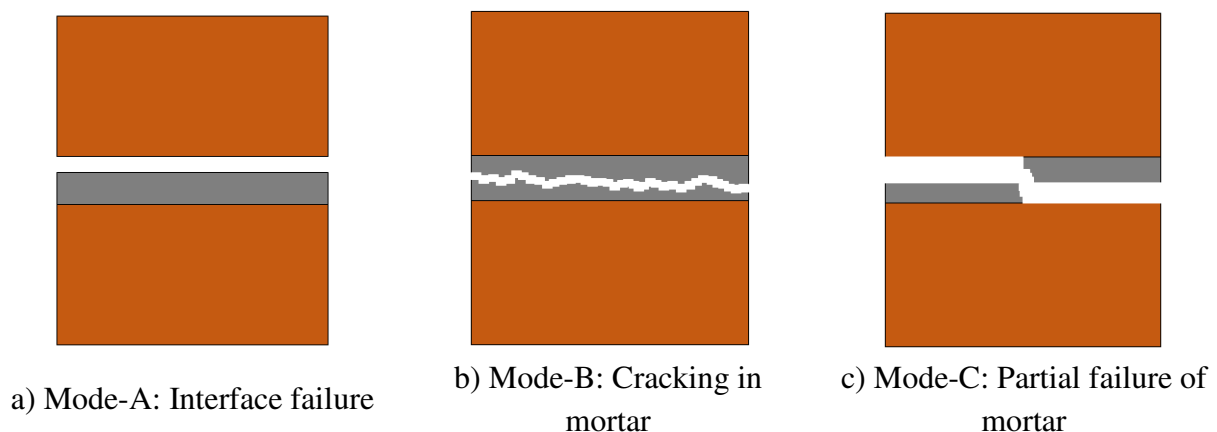 a) Mode-A: Interface failure
b) Mode-B: Cracking in
mortar
c) Mode-C: Partial failure of
mortar